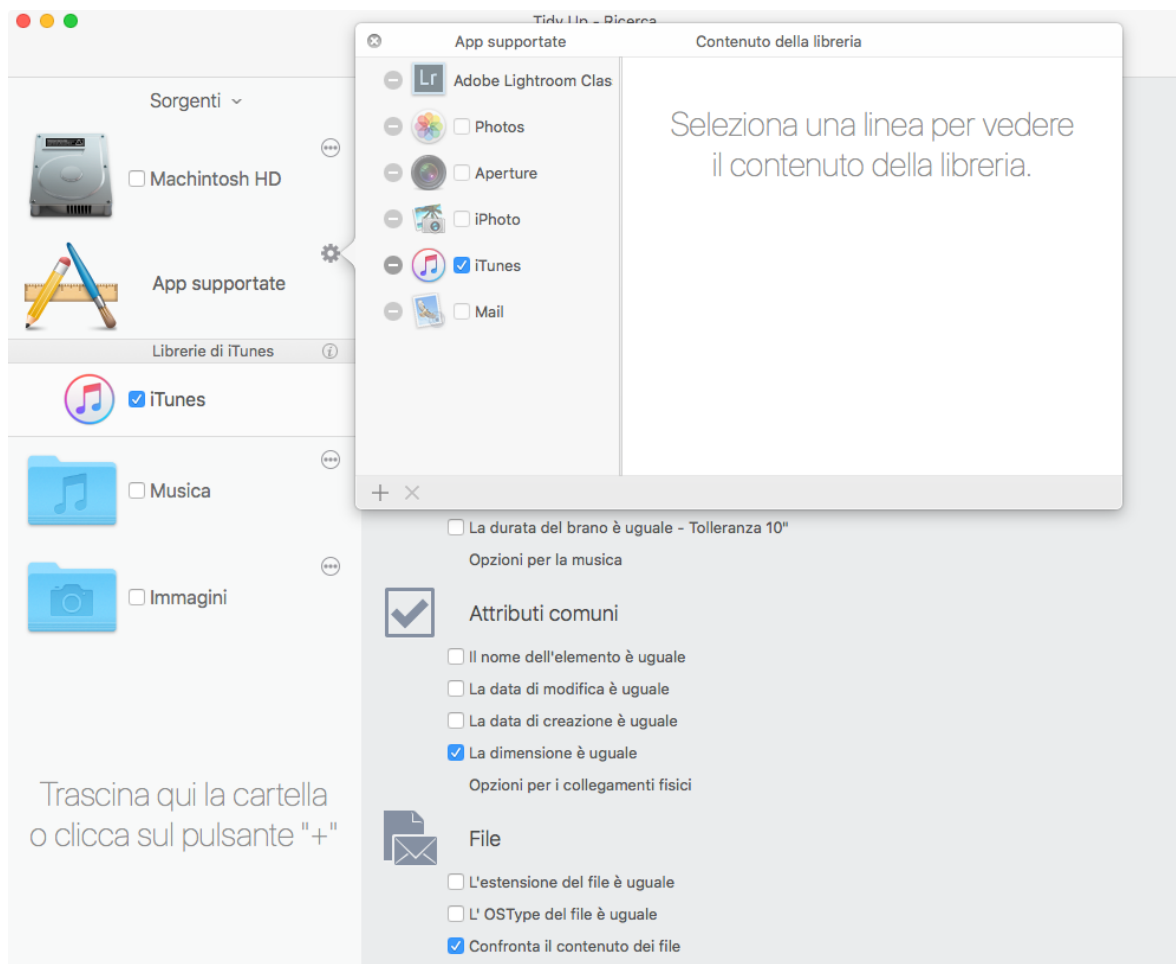 Tidy Up - Ricerca
Sorgenti
Machintosh HD
App supportate
Librerie di iTunes
iTunes
Musica
Immagini
Trascina qui la cartella
o clicca sul pulsante "+"
App supportate
Contenuto della libreria
Lr
Adobe Lightroom Clas
Photos
Aperture
iPhoto
iTunes
Mail
Seleziona una linea per vedere
il contenuto della libreria.
La durata del brano è uguale - Tolleranza 10"
Opzioni per la musica
Attributi comuni
Il nome dell'elemento è uguale
La data di modifica è uguale
La data di creazione è uguale
La dimensione è uguale
Opzioni per i collegamenti fisici
File
L'estensione del file è uguale
L' OSType del file è uguale
Confronta il contenuto dei file